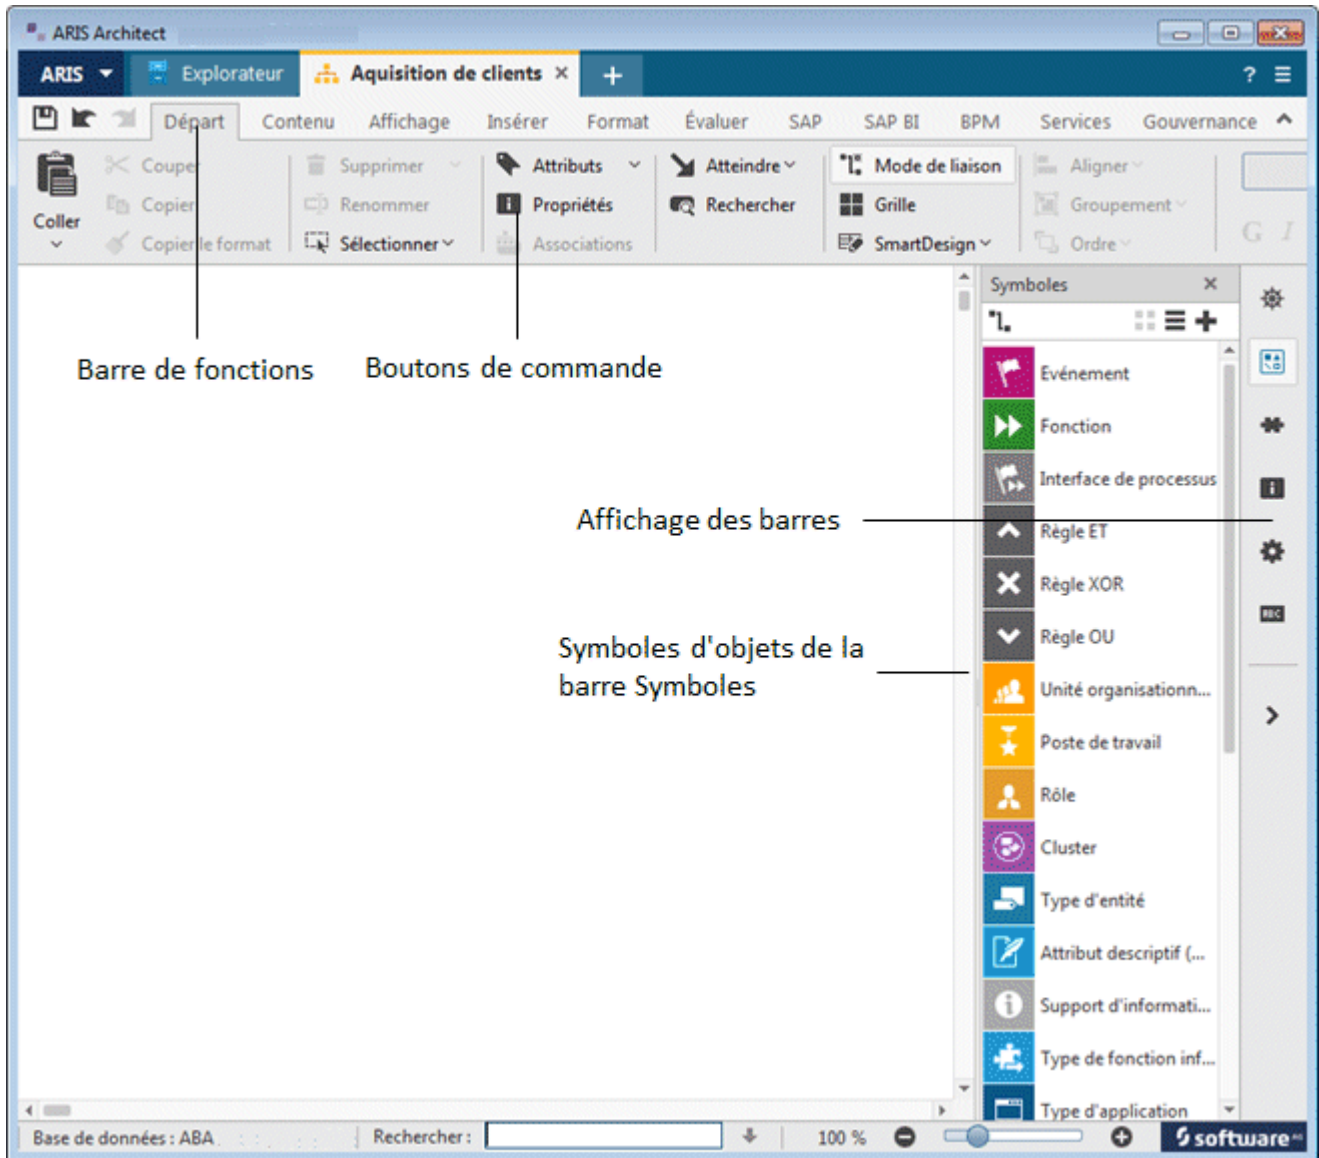 ARIS Architect
ARIS Explorateur Aquisition de clients × + ?
Départ Contenu Affichage Insérer Format Évaluer SAP SAP BI BPM Services Gouvernance
Couper Supprimer Attributs Atteindre Mode de liaison Aligner
Coller Copier Renommer Propriétés Rechercher Grille Groupement
Copier le format Sélectionner Associations SmartDesign Ordre G I
Symboles ×
Barre de fonctions
Boutons de commande
Evénement
Fonction
Interface de processus
Affichage des barres
Règle ET
Règle XOR
Règle OU
Symboles d'objets de la
barre Symboles
Unité organisationn...
Poste de travail
Rôle
Cluster
Type d'entité
Attribut descriptif (...
Support d'informati...
Type de fonction inf...
Type d'application
REC
Base de données : ABA Rechercher : 100 % software AG